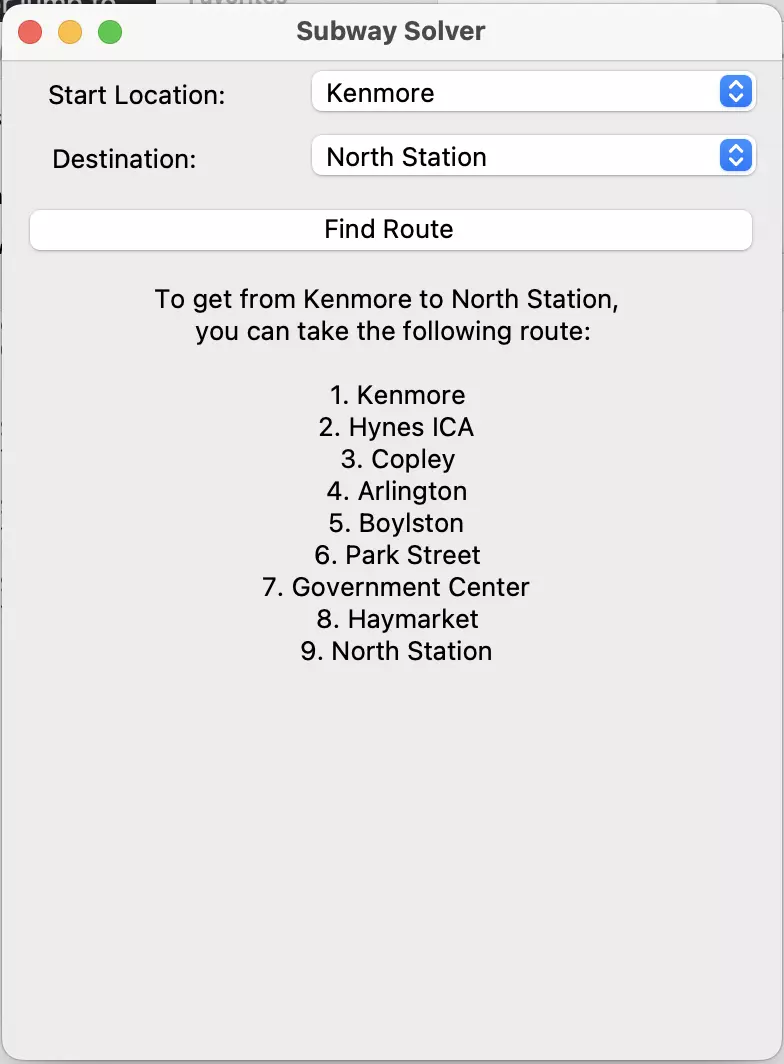 Subway Solver
Start Location:
Kenmore
Destination:
North Station
Find Route
To get from Kenmore to North Station,
you can take the following route:
1. Kenmore
2. Hynes ICA
3. Copley
4. Arlington
5. Boylston
6. Park Street
7. Government Center
8. Haymarket
9. North Station